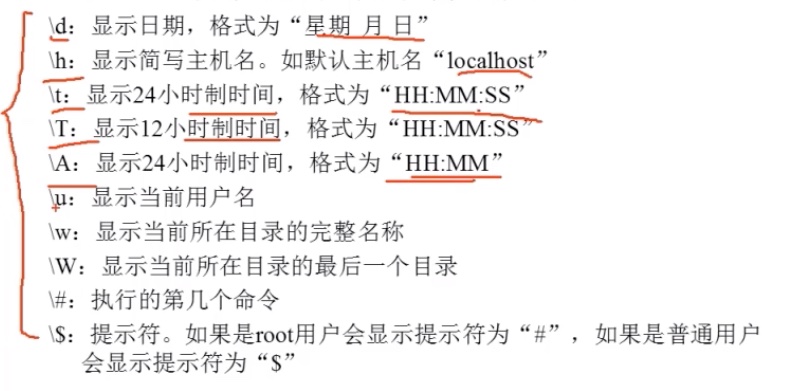 \d：显示日期，格式为“星期 月 日”
\h：显示简写主机名。如默认主机名“localhost”
\t：显示24小时制时间，格式为“HH:MM:SS”
\T：显示12小时制时间，格式为“HH:MM:SS”
\A：显示24小时制时间，格式为“HH:MM”
\u：显示当前用户名
\w：显示当前所在目录的完整名称
\W：显示当前所在目录的最后一个目录
\#：执行的第几个命令
\$：提示符。如果是root用户会显示提示符为“#”，如果是普通用户
会显示提示符为“$”